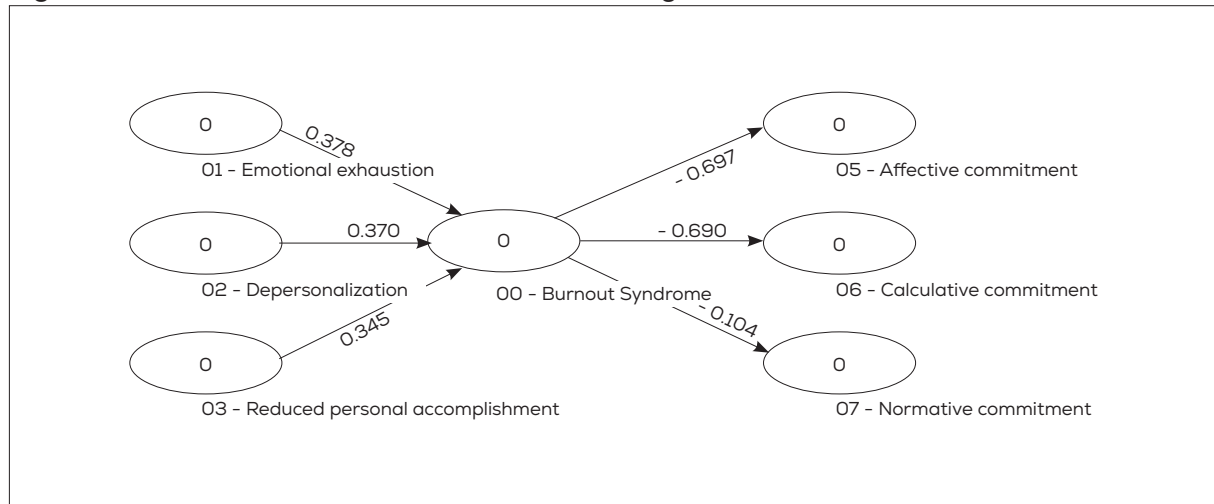 0
0.378
01 - Emotional exhaustion
0
0.370
02 - Depersonalization
0
0.345
03 - Reduced personal accomplishment
0
00 - Burnout Syndrome
- 0.697
0
05 - Affective commitment
- 0.690
0
06 - Calculative commitment
- 0.104
0
07 - Normative commitment